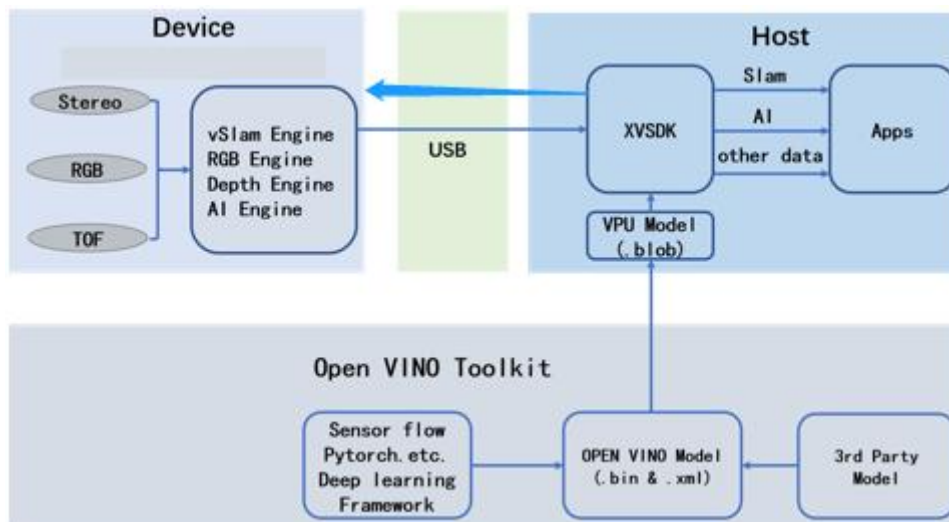 Device
Host
Stereo
RGB
TOF
vSlam Engine
RGB Engine
Depth Engine
AI Engine
USB
XVSDK
Slam
AI
other data
Apps
VPU Model
(.blob)
Open VINO Toolkit
Sensor flow
Pytorch.etc.
Deep learning
Framework
OPEN VINO Model
(.bin & .xml)
3rd Party
Model